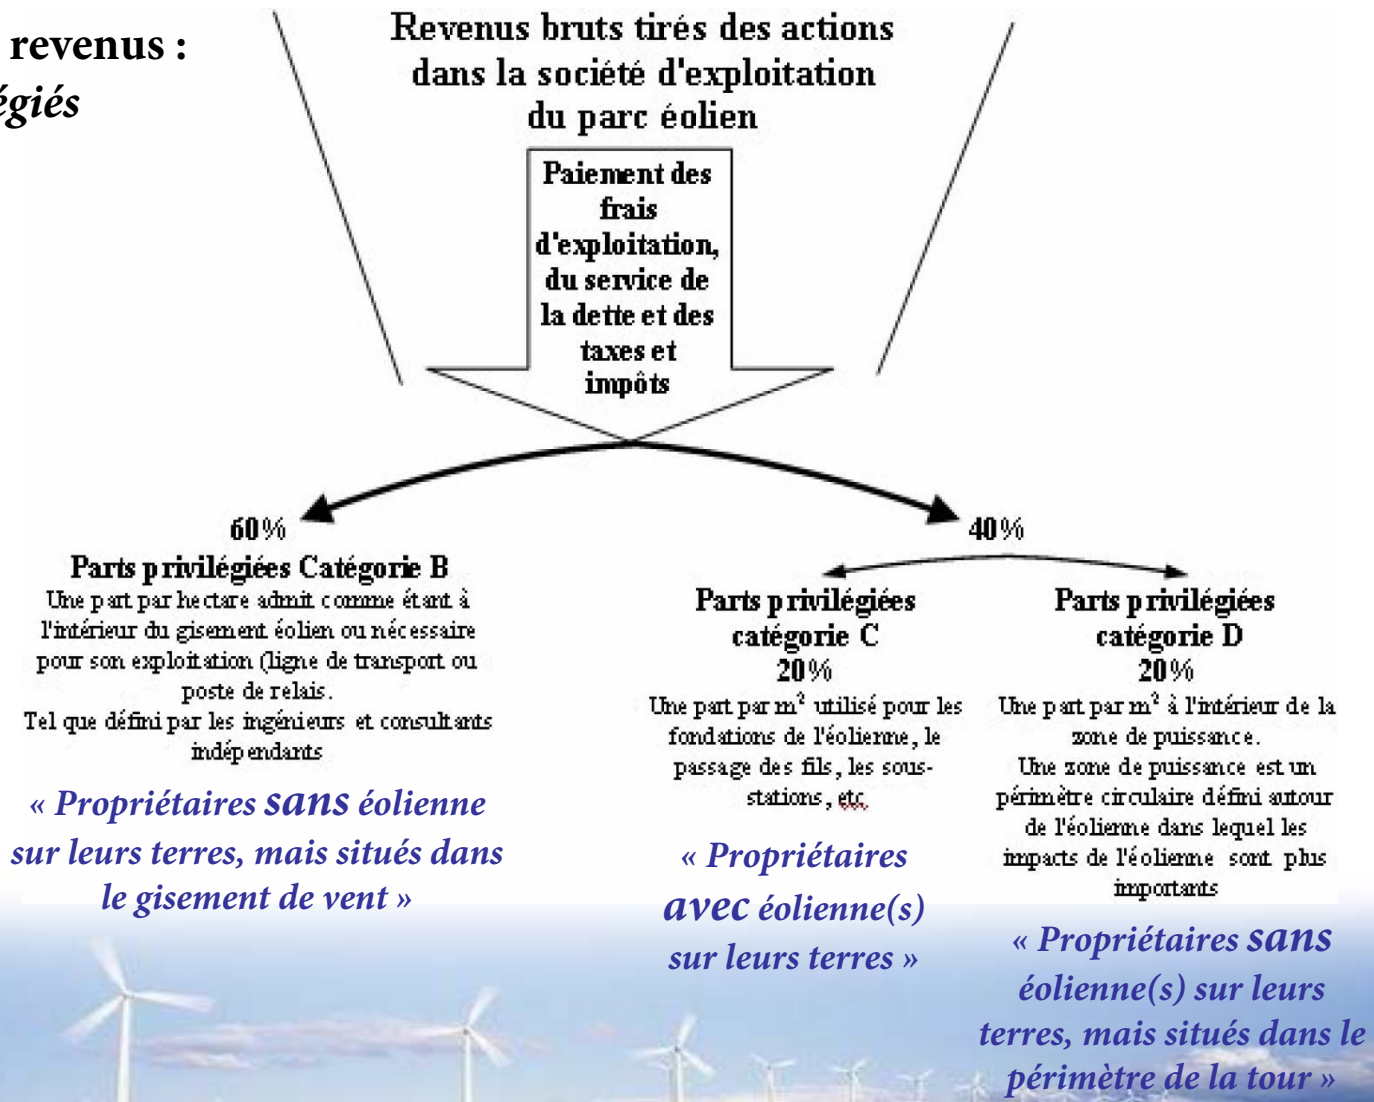 revenus :
égiés
Revenus bruts tirés des actions
dans la société d'exploitation
du parc éolien
Paiement des
frais
d'exploitation,
du service de
la dette et des
taxes et
impôts
60%
Parts privilégiées Catégorie B
Une part par hectare admit comme étant à
l'intérieur du gisement éolien ou nécessaire
pour son exploitation (ligne de transport ou
poste de relais.
Tel que défini par les ingénieurs et consultants
indépendants
« Propriétaires sans éolienne
sur leurs terres, mais situés dans
le gisement de vent »
40%
Parts privilégiées
catégorie C
20%
Une part par m² utilisé pour les
fondations de l'éolienne, le
passage des fils, les sous-
stations, etc.
« Propriétaires
avec éolienne(s)
sur leurs terres »
Parts privilégiées
catégorie D
20%
Une part par m² à l'intérieur de la
zone de puissance.
Une zone de puissance est un
périmètre circulaire défini autour
de l'éolienne dans lequel les
impacts de l'éolienne sont plus
importants
« Propriétaires sans
éolienne(s) sur leurs
terres, mais situés dans le
périmètre de la tour »